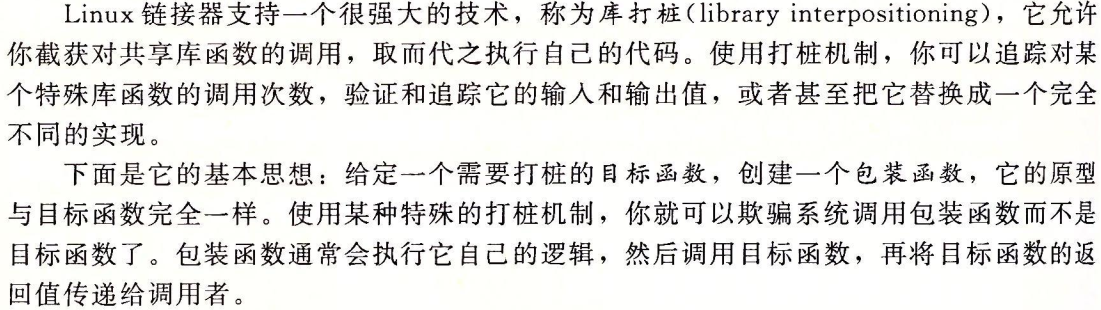 Linux 链接器支持一个很强大的技术，称为库打桩(library interpositioning)，它允许
你截获对共享库函数的调用，取而代之执行自己的代码。使用打桩机制，你可以追踪对某
个特殊库函数的调用次数，验证和追踪它的输入和输出值，或者甚至把它替换成一个完全
不同的实现。
下面是它的基本思想：给定一个需要打桩的目标函数，创建一个包装函数，它的原型
与目标函数完全一样。使用某种特殊的打桩机制，你就可以欺骗系统调用包装函数而不是
目标函数了。包装函数通常会执行它自己的逻辑，然后调用目标函数，再将目标函数的返
回值传递给调用者。